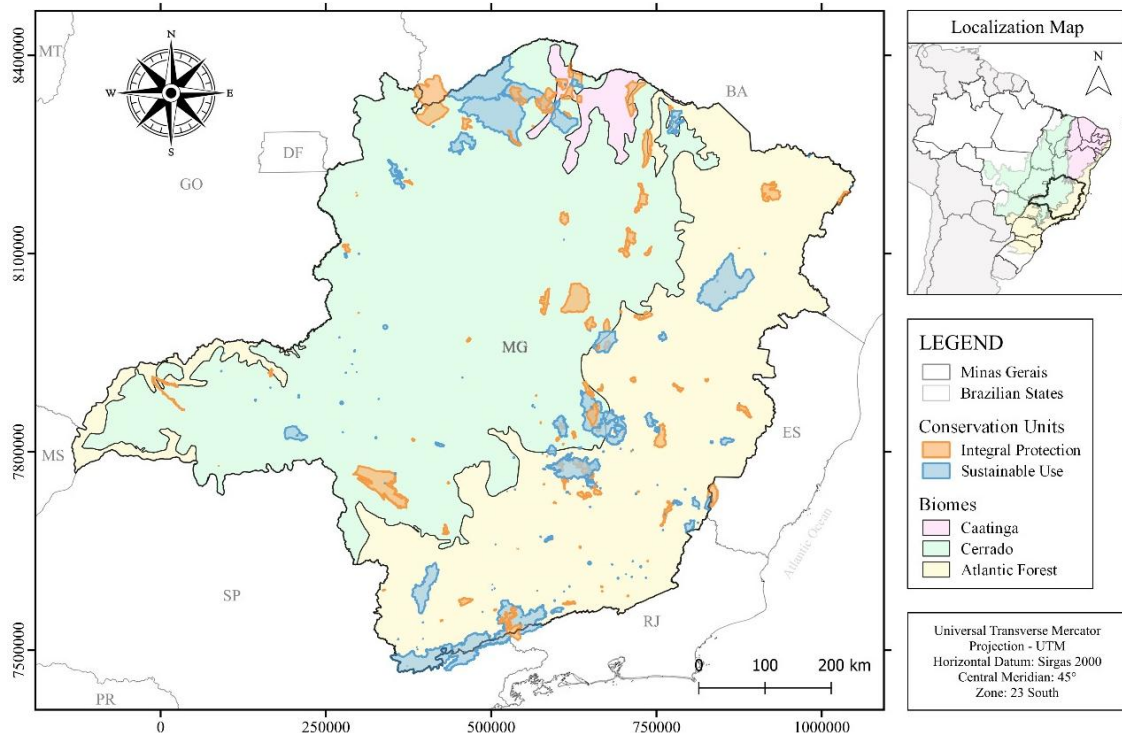 N
W
E
S
MT
DF
GO
BA
MG
MS
ES
SP
RJ
PR
Atlantic Ocean
8400000
8100000
7800000
7500000
0
250000
500000
750000
1000000
0 100 200 km
Localization Map
N
LEGEND
Minas Gerais
Brazilian States
Conservation Units
Integral Protection
Sustainable Use
Biomes
Caatinga
Cerrado
Atlantic Forest
Universal Transverse Mercator
Projection - UTM
Horizontal Datum: Sirgas 2000
Central Meridian: 45°
Zone: 23 South